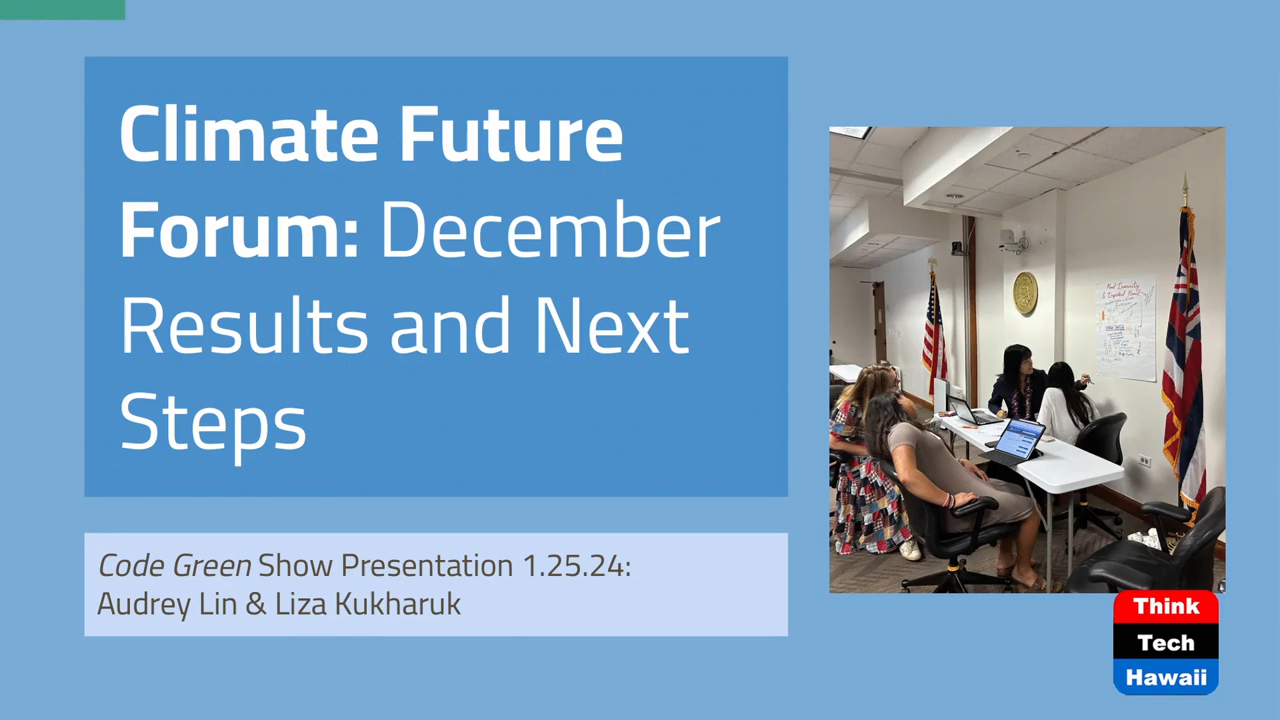 Climate Future
Forum: December
Results and Next
Steps
Code Green Show Presentation 1.25.24:
Audrey Lin & Liza Kukharuk
Think
Tech
Hawaii